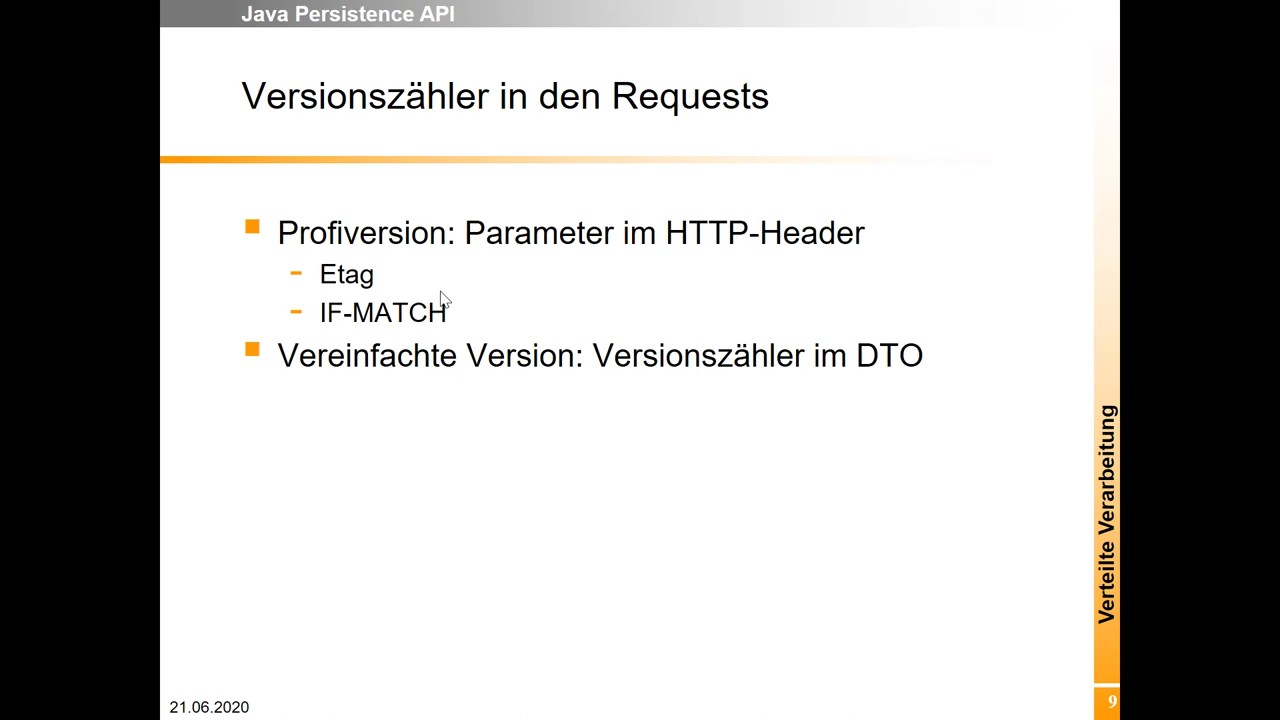 Java Persistence API
Versionszähler in den Requests
Profiversion: Parameter im HTTP-Header
Etag
IF-MATCH
Vereinfachte Version: Versionszähler im DTO
Verteilte Verarbeitung
21.06.2020
9